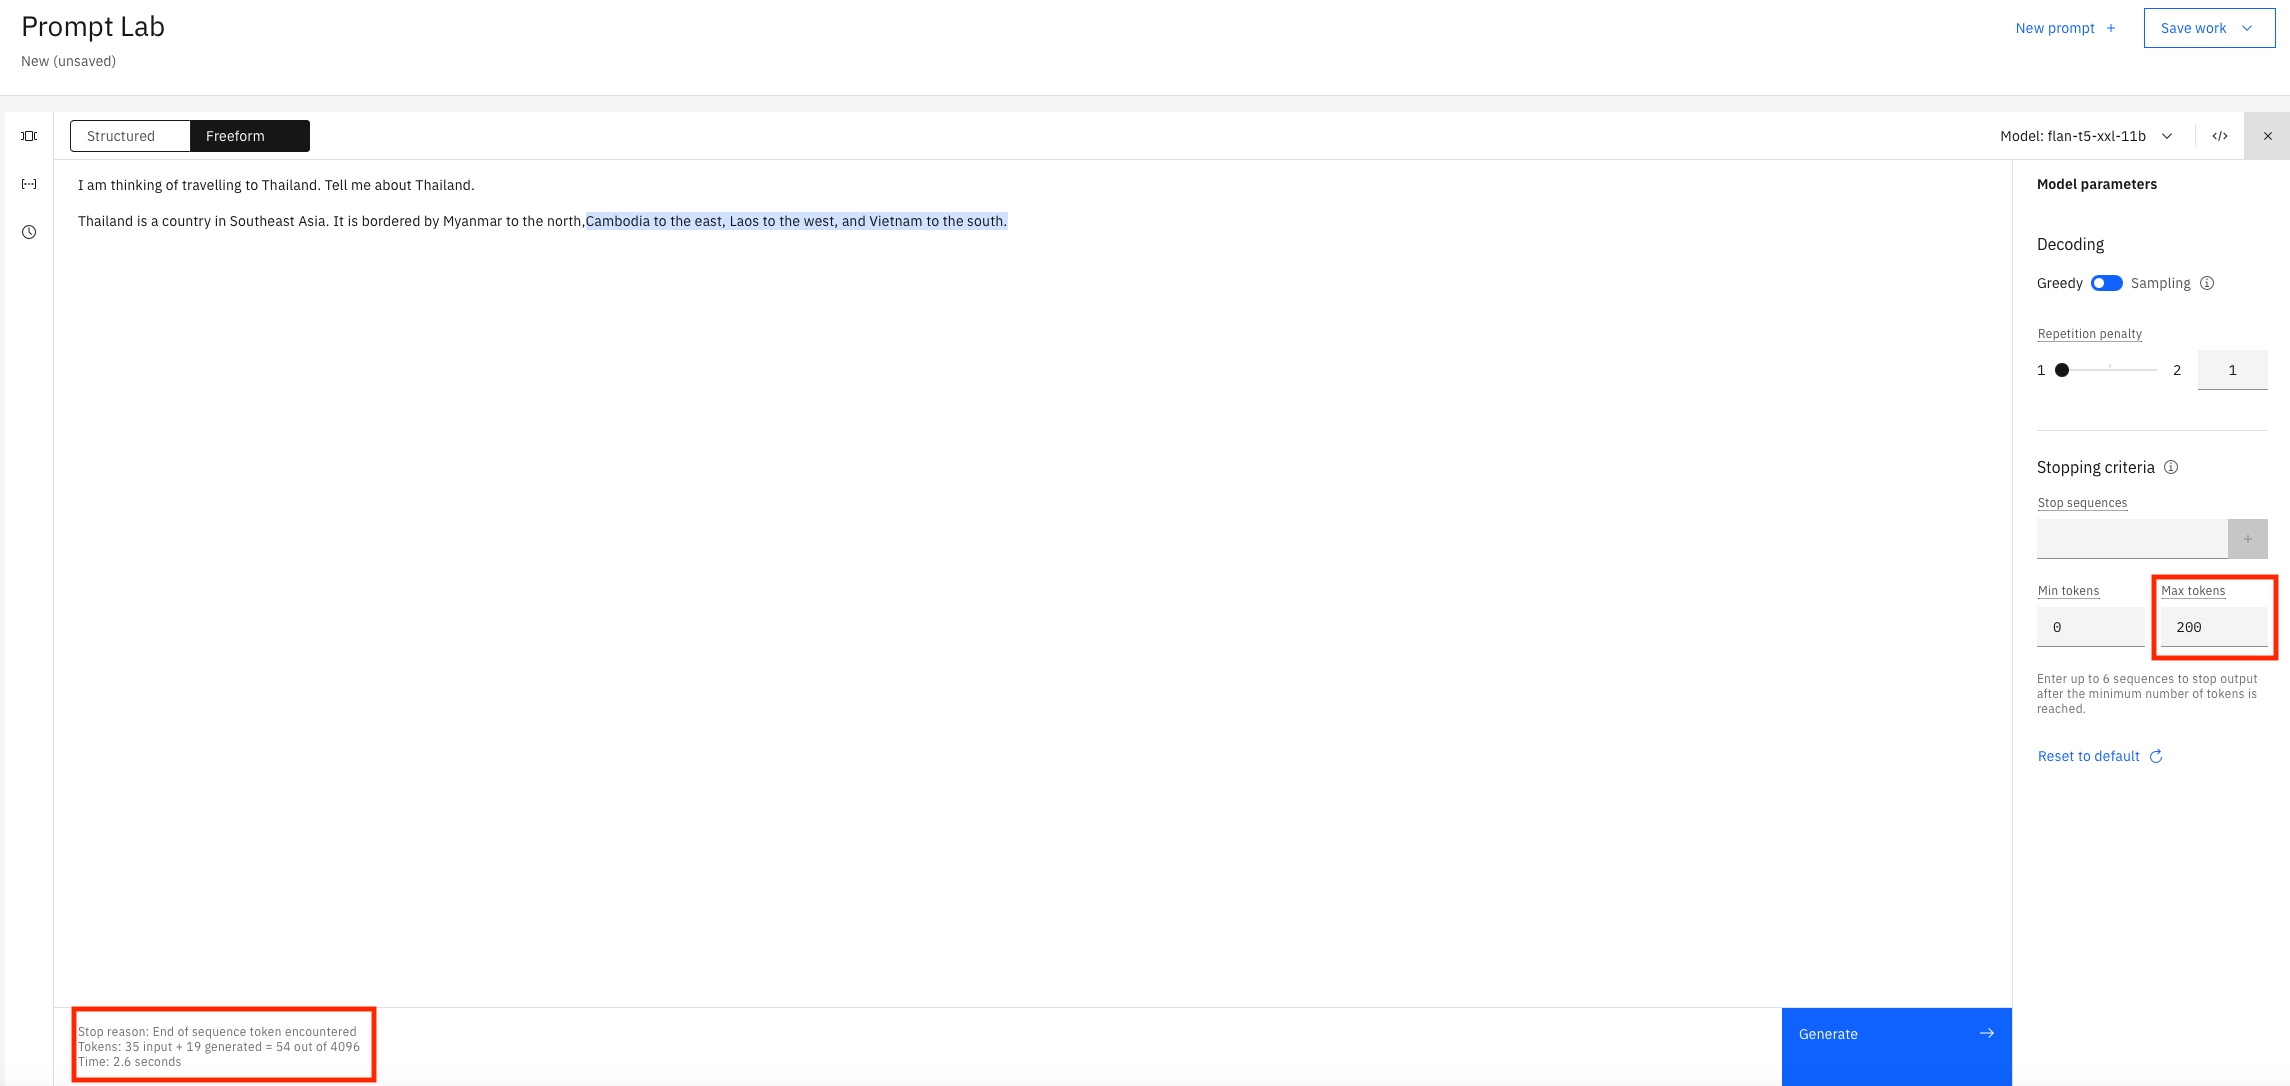 Prompt Lab
New (unsaved)
New prompt +
Save work
Structured
Freeform
Model: flan-t5-xxl-11b
</>
I am thinking of travelling to Thailand. Tell me about Thailand.
Thailand is a country in Southeast Asia. It is bordered by Myanmar to the north,Cambodia to the east, Laos to the west, and Vietnam to the south.
Model parameters
Decoding
Greedy
Sampling
Repetition penalty
1
2
1
Stopping criteria
Stop sequences
+
Min tokens
Max tokens
0
200
Enter up to 6 sequences to stop output
after the minimum number of tokens is
reached.
Reset to default
Stop reason: End of sequence token encountered
Tokens: 35 input + 19 generated = 54 out of 4096
Time: 2.6 seconds
Generate